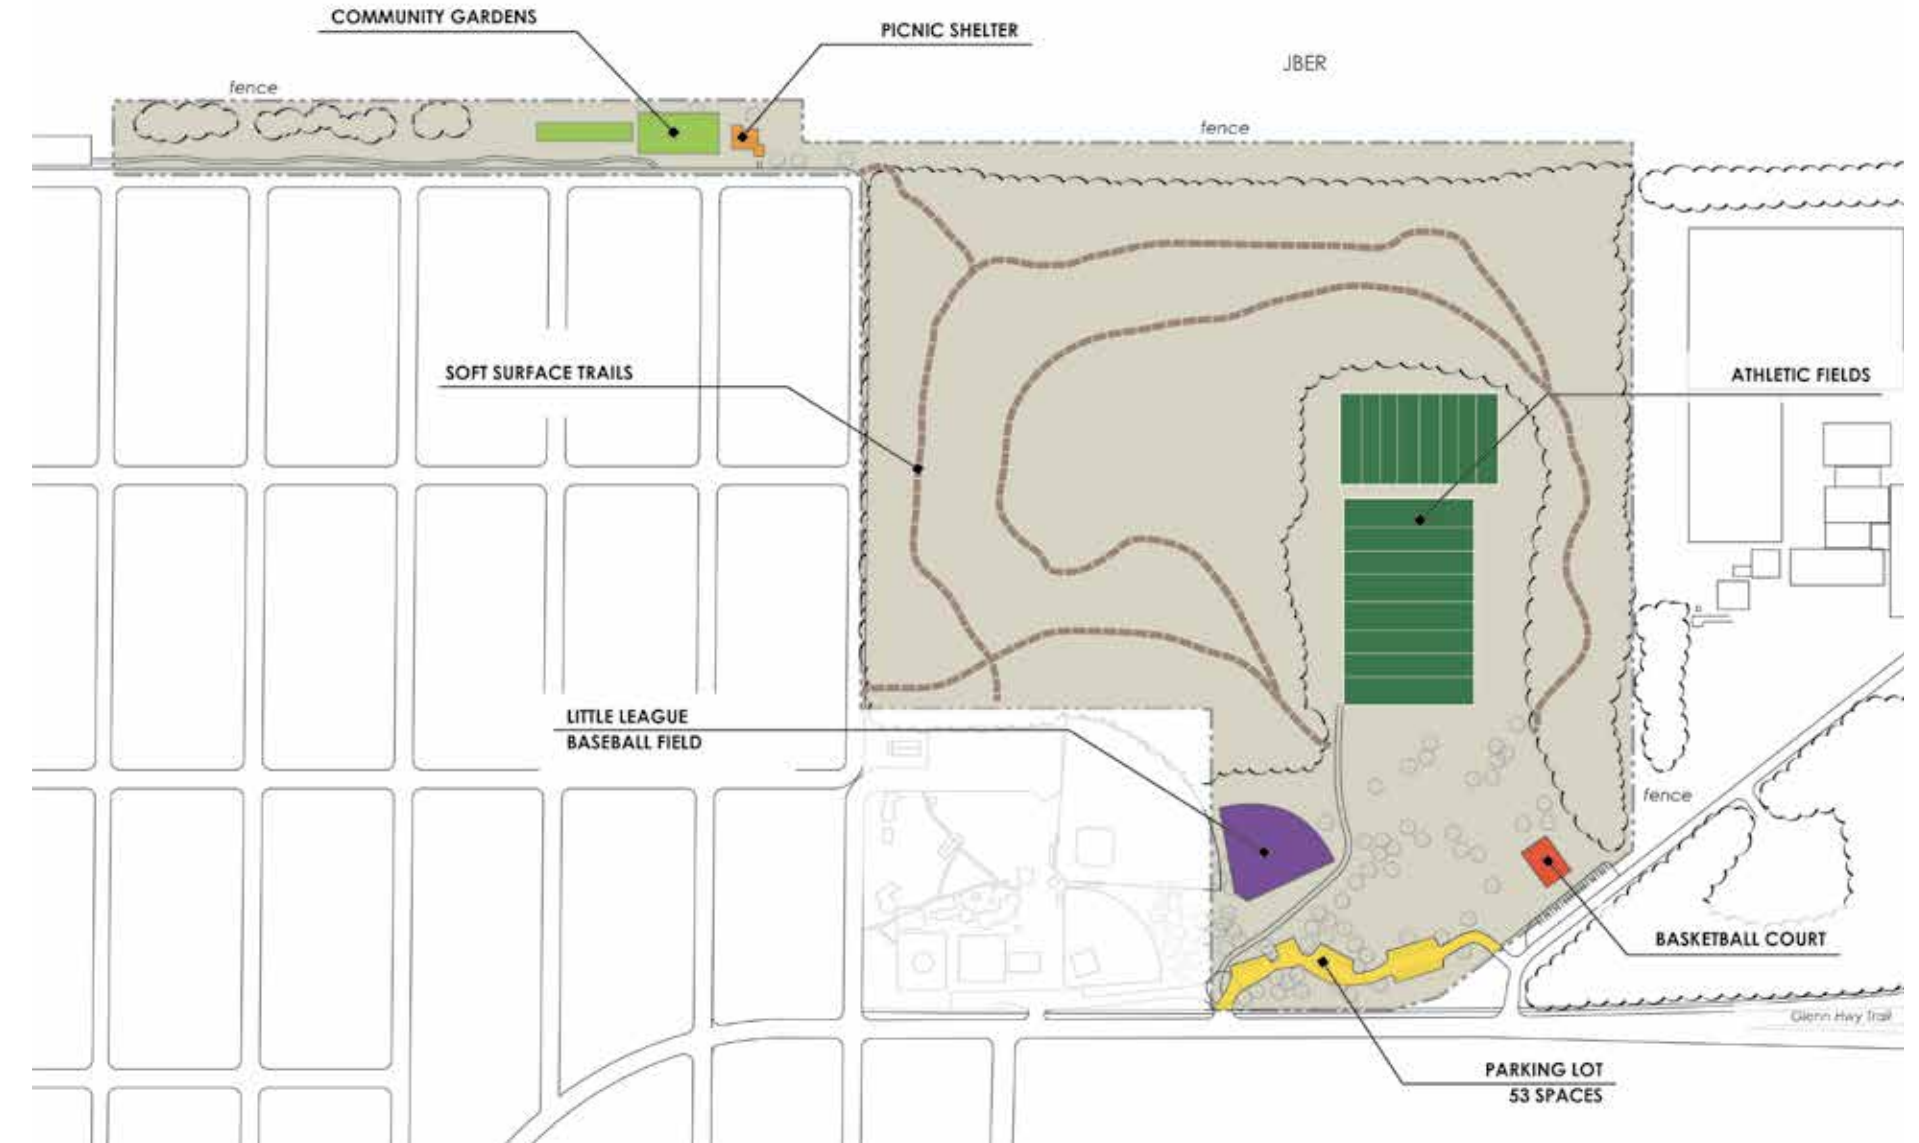 COMMUNITY GARDENS
PICNIC SHELTER
JBER
fence
fence
SOFT SURFACE TRAILS
ATHLETIC FIELDS
LITTLE LEAGUE
BASEBALL FIELD
fence
BASKETBALL COURT
Glenn Hwy Trail
PARKING LOT
53 SPACES